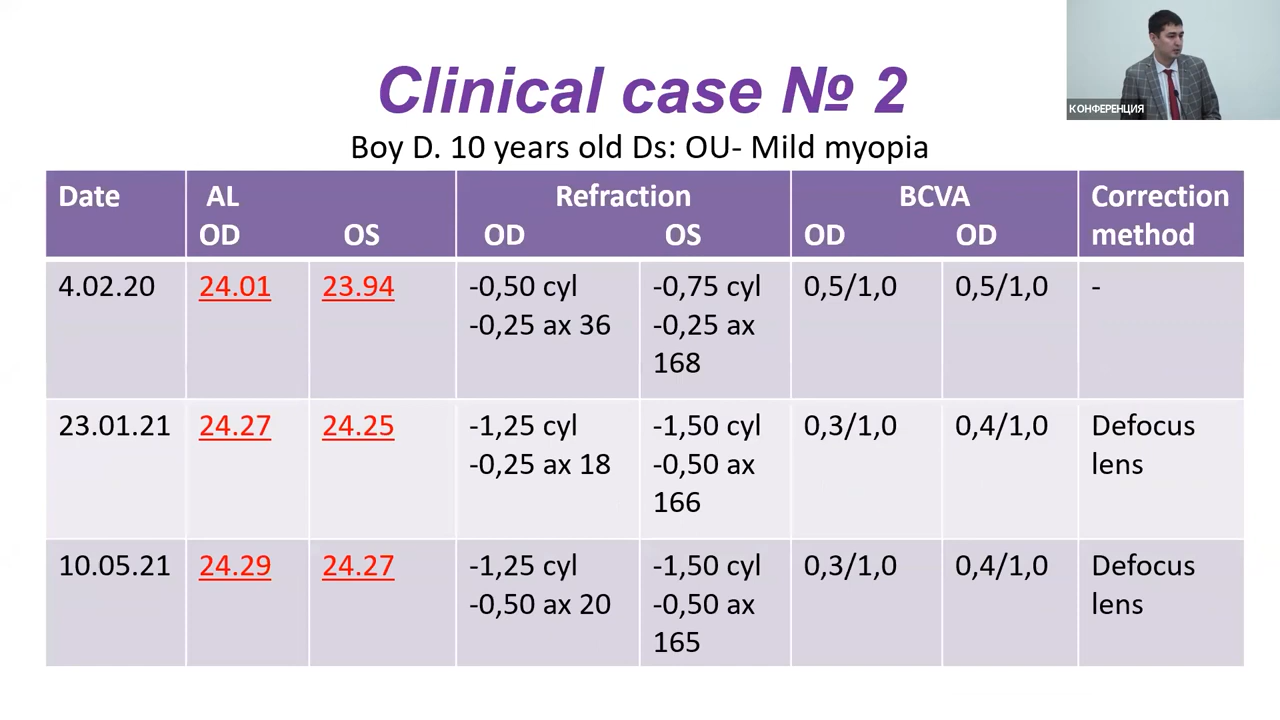 Clinical case № 2
КОНФЕРЕНЦИЯ
Boy D. 10 years old Ds: OU- Mild myopia
Date AL Refraction BCVA Correction
OD OS OD OS OD OD method
4.02.20 24.01 23.94 -0,50 cyl -0,75 cyl 0,5/1,0 0,5/1,0 -
-0,25 ax 36 -0,25 ax
168
23.01.21 24.27 24.25 -1,25 cyl -1,50 cyl 0,3/1,0 0,4/1,0 Defocus
-0,25 ax 18 -0,50 ax lens
166
10.05.21 24.29 24.27 -1,25 cyl -1,50 cyl 0,3/1,0 0,4/1,0 Defocus
-0,50 ax 20 -0,50 ax lens
165